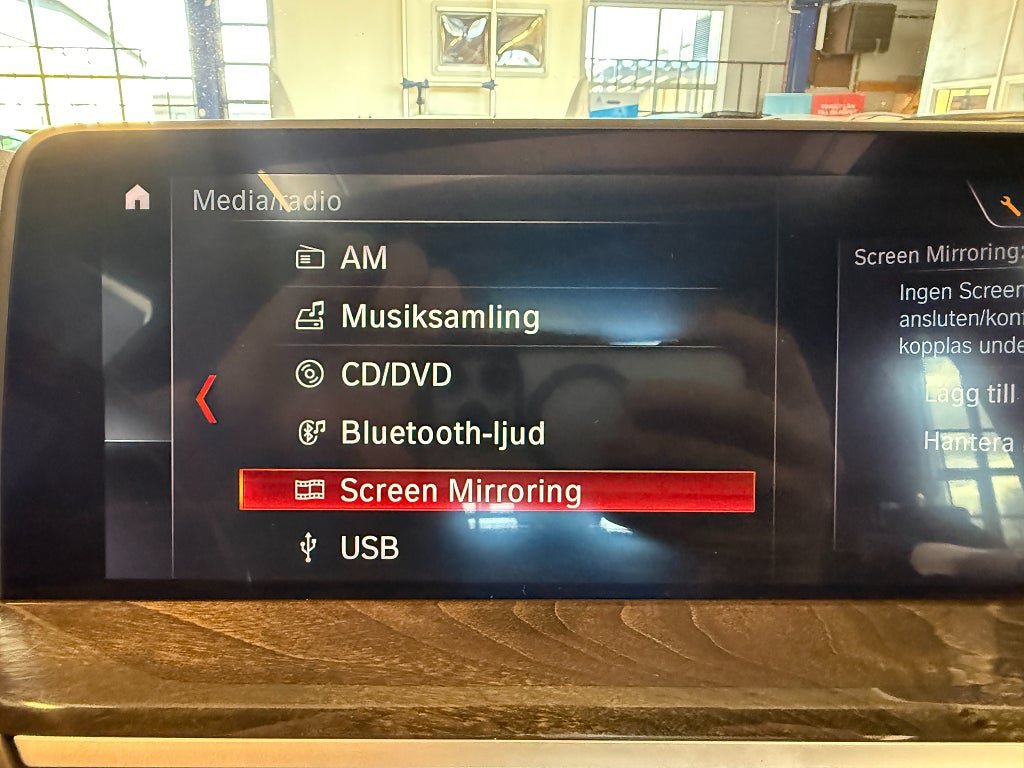 Media/radio
AM
Musiksamling
CD/DVD
Bluetooth-ljud
Screen Mirroring
USB
Screen Mirroring:
Ingen Screen
ansluten/konf
kopplas unde
Lägg till
Hantera